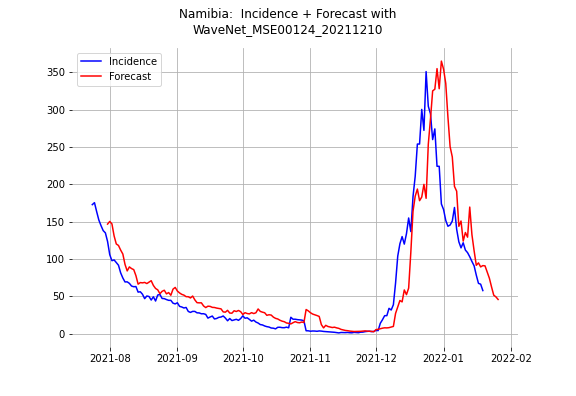 Namibia:  Incidence + Forecast with
WaveNet_MSE00124_20211210
Incidence
Forecast
350
300
250
200
150
100
50
0
2021-08 2021-09 2021-10 2021-11 2021-12 2022-01 2022-02